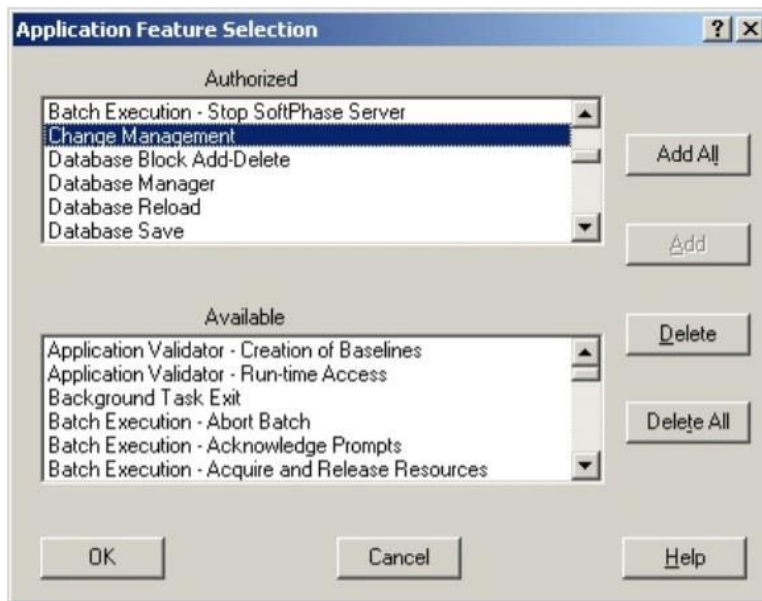 Application Feature Selection
Authorized
Batch Execution - Stop SoftPhase Server
Change Management
Database Block Add-Delete
Database Manager
Database Reload
Database Save
Add All
Add
Available
Application Validator - Creation of Baselines
Application Validator - Run-time Access
Background Task Exit
Batch Execution - Abort Batch
Batch Execution - Acknowledge Prompts
Batch Execution - Acquire and Release Resources
Delete
Delete All
OK
Cancel
Help